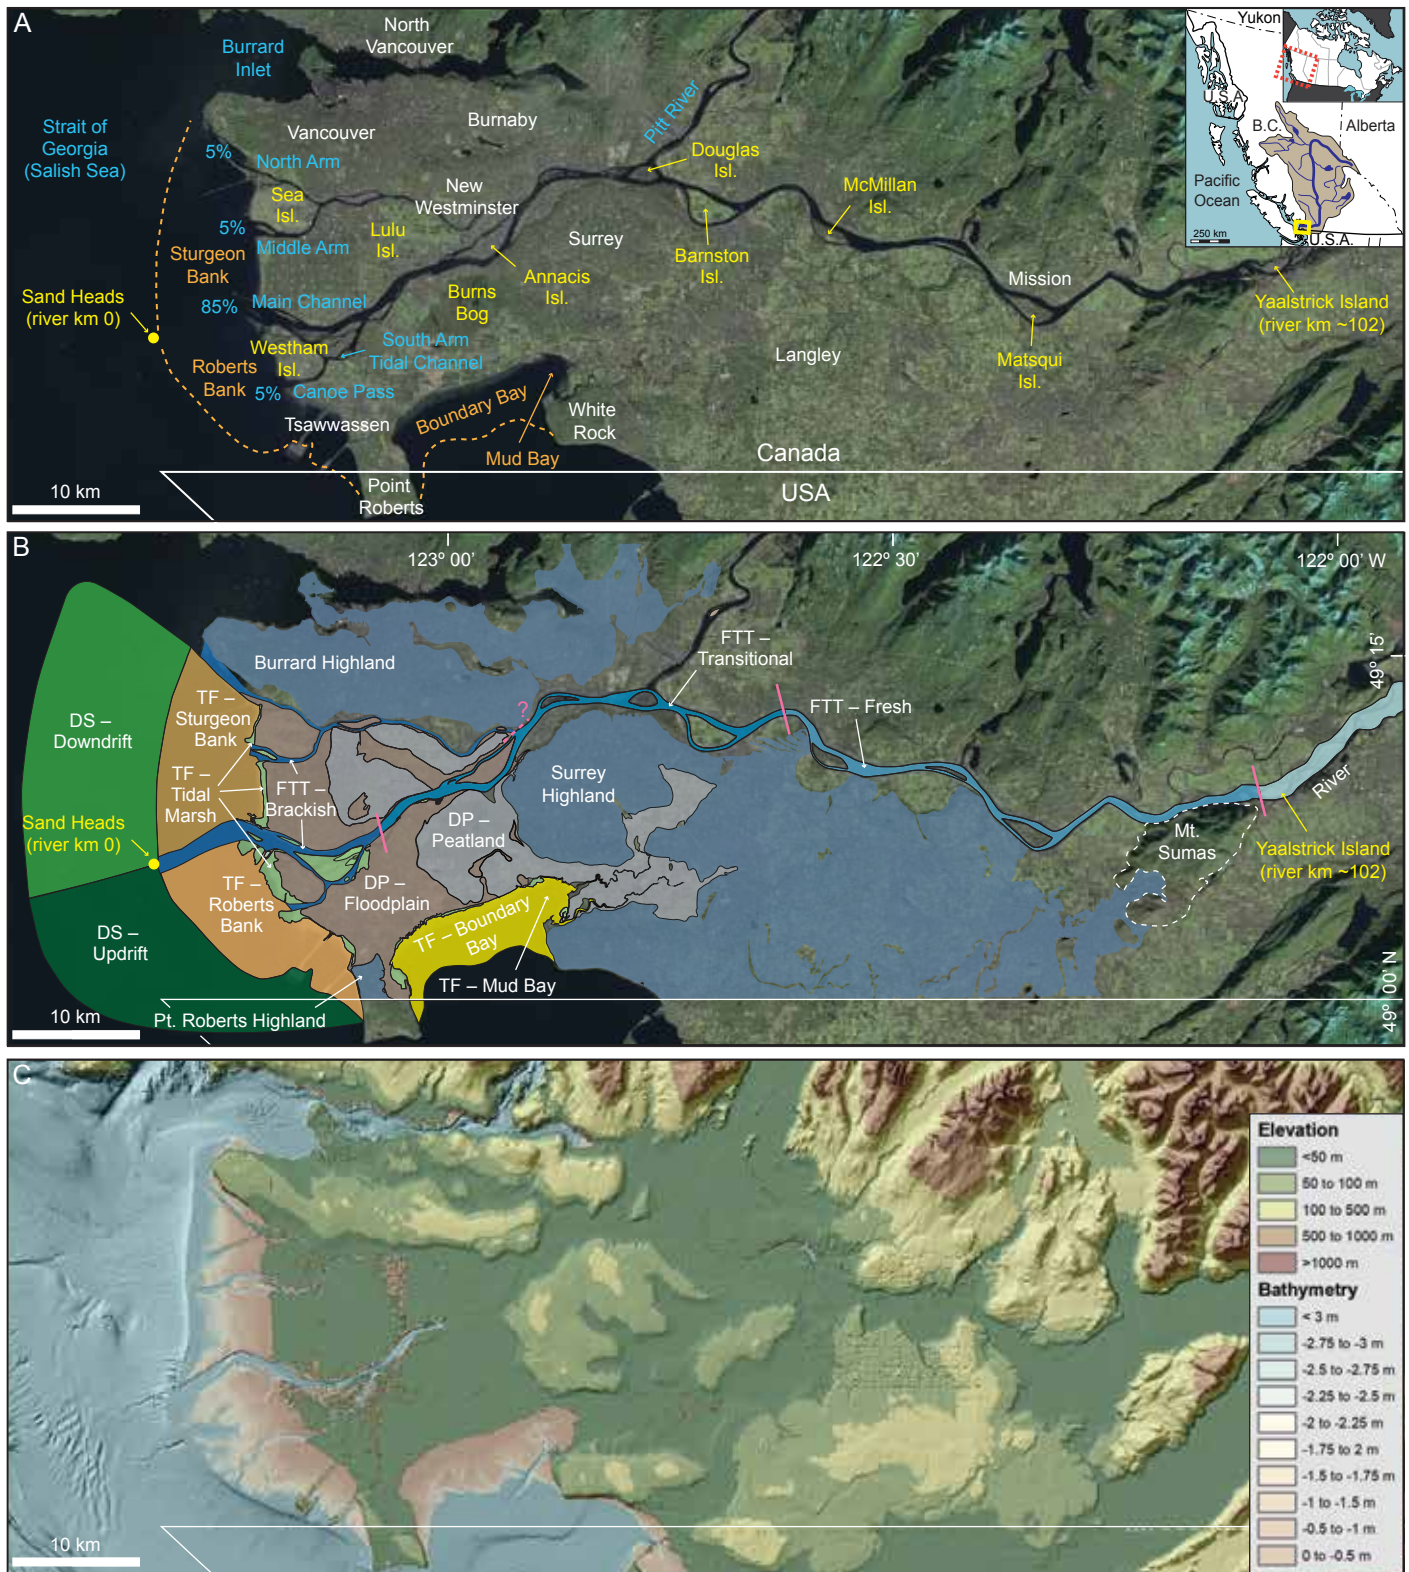 A
North
Vancouver
Burrard
Inlet
Strait of
Georgia
(Salish Sea)
Vancouver
Burnaby
Pitt River
5%
North Arm
Douglas
Isl.
Sea
Isl.
New
Westminster
McMillan
Isl.
5%
Middle Arm
Lulu
Isl.
Surrey
Barnston
Isl.
Sturgeon
Bank
Annacis
Isl.
Mission
Sand Heads
(river km 0)
85%
Main Channel
Burns
Bog
Yaalstrick Island
(river km ~102)
Westham
Isl.
South Arm
Tidal Channel
Langley
Matsqui
Isl.
Roberts
Bank
5%
Canoe Pass
Tsawwassen
Boundary Bay
White
Rock
Mud Bay
Canada
USA
Point
Roberts
10 km
Yukon
U.S.A.
B.C.
Alberta
Pacific
Ocean
250 km
U.S.A.
B
123º 00'
122º 30'
122º 00' W
49º 15'
Burrard Highland
FTT –
Transitional
TF –
Sturgeon
Bank
?
FTT – Fresh
DS –
Downdrift
TF –
Tidal
Marsh
FTT –
Brackish
Surrey
Highland
River
Sand Heads
(river km 0)
DP –
Peatland
Mt.
Sumas
Yaalstrick Island
(river km ~102)
TF –
Roberts
Bank
DP –
Floodplain
DS –
Updrift
TF – Boundary
Bay
TF – Mud Bay
49º 00' N
10 km
Pt. Roberts Highland
C
Elevation
<50 m
50 to 100 m
100 to 500 m
500 to 1000 m
>1000 m
Bathymetry
< 3 m
-2.75 to -3 m
-2.5 to -2.75 m
-2.25 to -2.5 m
-2 to -2.25 m
-1.75 to 2 m
-1.5 to -1.75 m
-1 to -1.5 m
-0.5 to -1 m
0 to -0.5 m
10 km